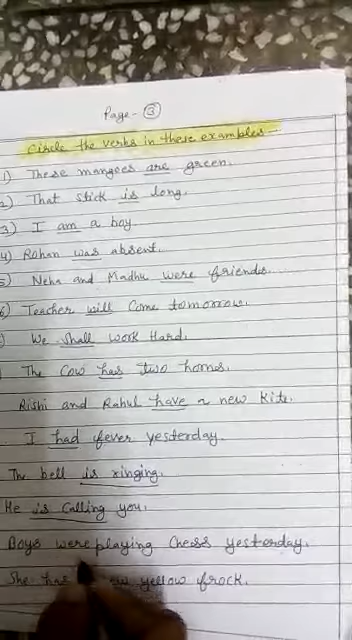 Page - 3
Circle the verbs in these examples -
1) These mangoes are green.
2) That stick is long.
3) I am a boy
4) Rohan was absent.
5) Neha and Madhu were friends.
6) Teacher will Come tomorrow.
) We shall work Hard.
The Cow has two horns.
Rishi and Rahul have a new Kite.
I had fever yesterday.
The bell is ringing.
He is Calling you.
Boys were playing Chess yesterday.
She has yellow frock.